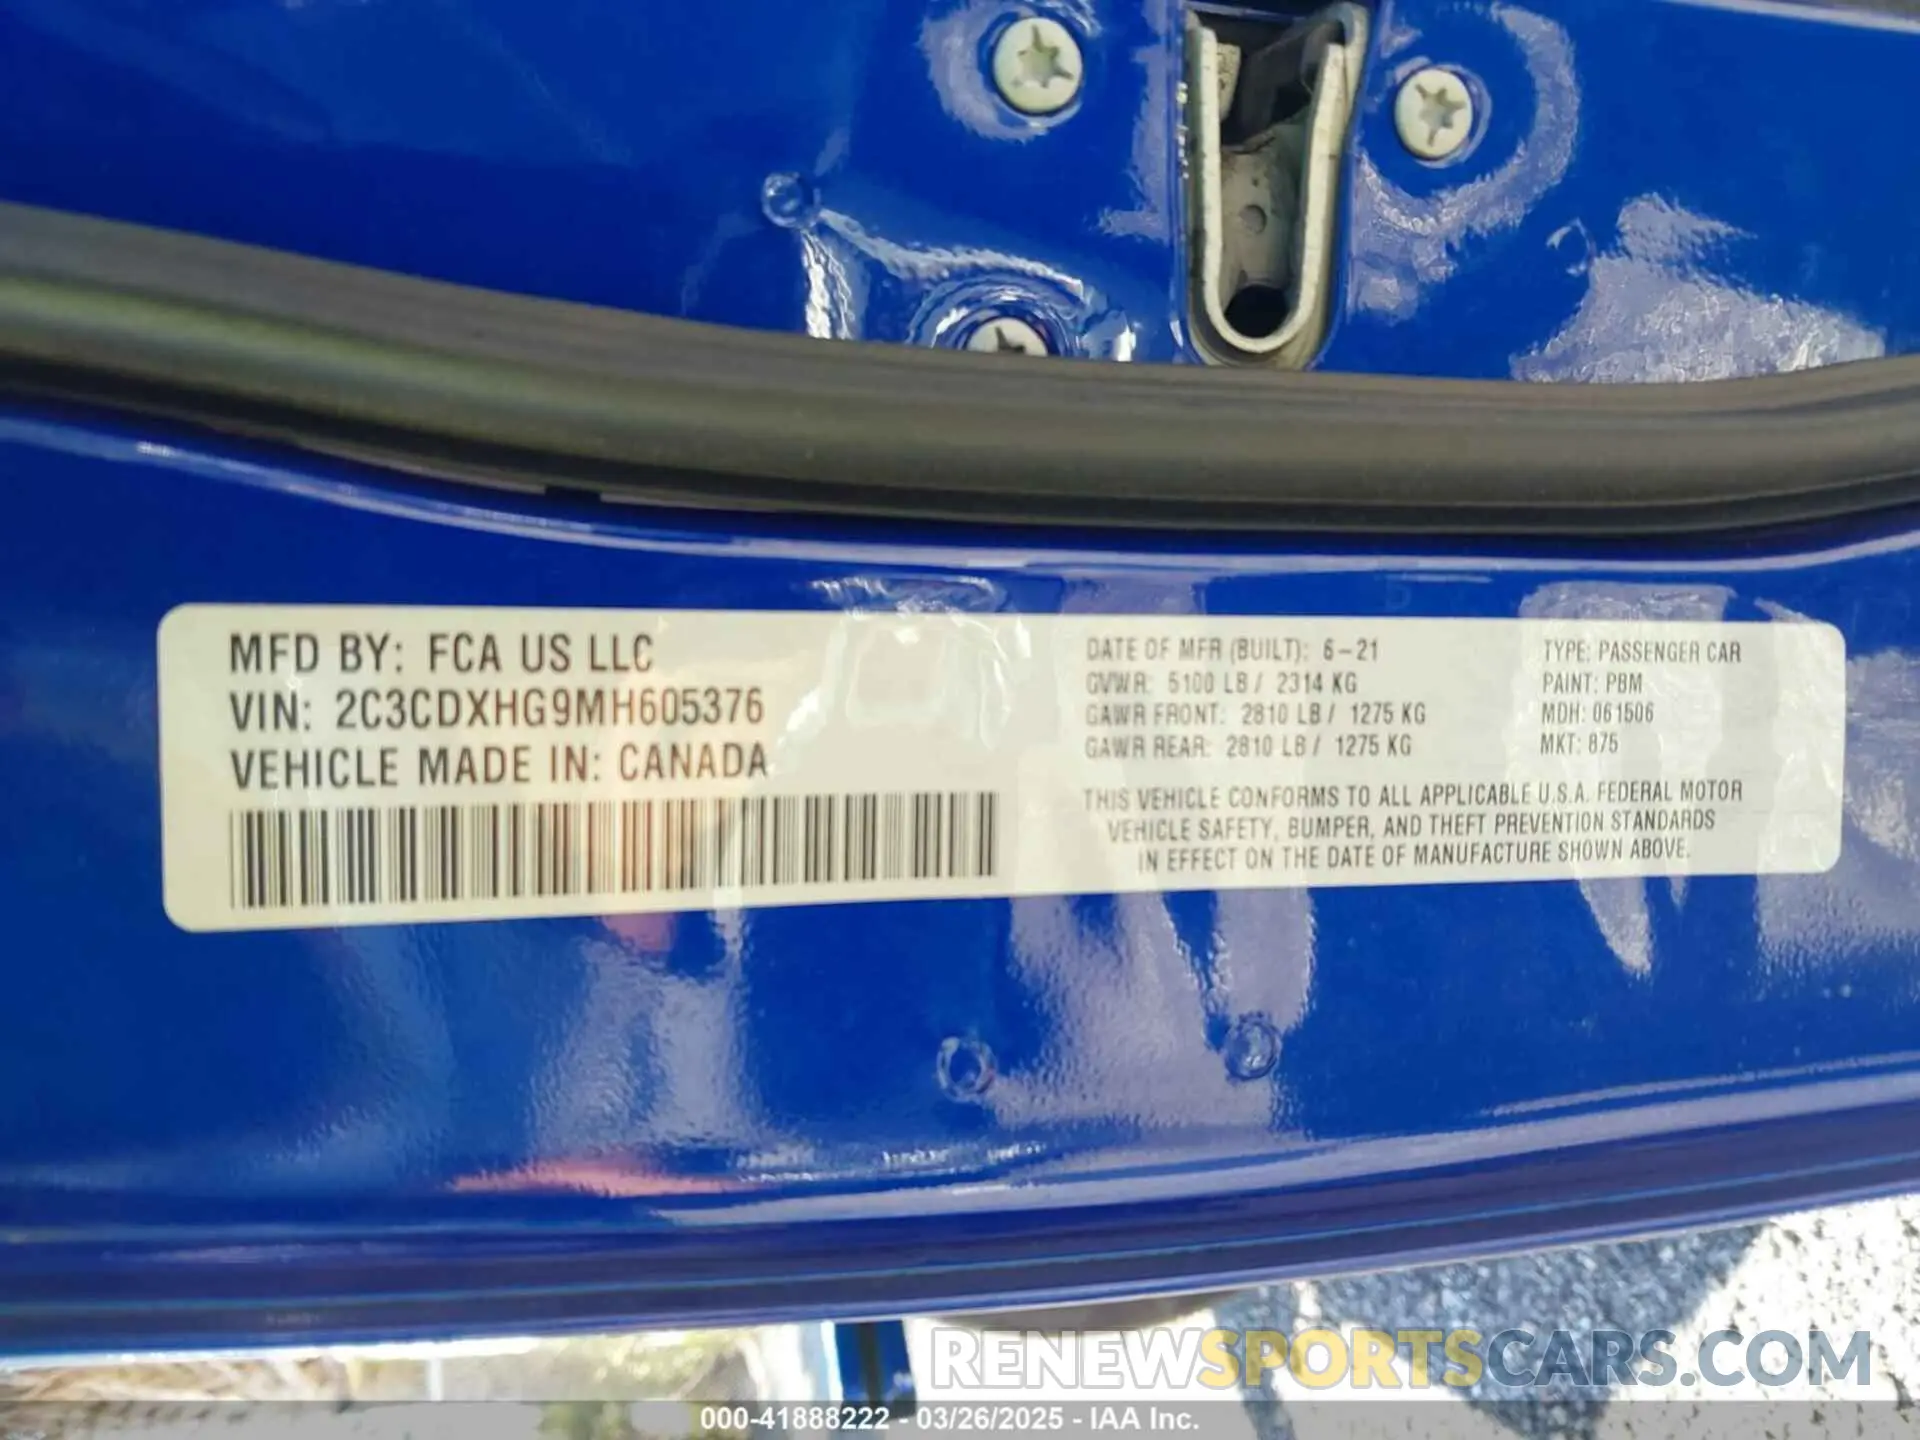 MFD BY: FCA US LLC
VIN: 2C3CDXHG9MH605376
VEHICLE MADE IN: CANADA
DATE OF MFR (BUILT): 6-21
GVWR: 5100 LB / 2314 KG
GAWR FRONT: 2810 LB / 1275 KG
GAWR REAR: 2810 LB / 1275 KG
TYPE: PASSENGER CAR
PAINT: PBM
MDH: 061506
MKT: 875
THIS VEHICLE CONFORMS TO ALL APPLICABLE U.S.A. FEDERAL MOTOR
VEHICLE SAFETY, BUMPER, AND THEFT PREVENTION STANDARDS
IN EFFECT ON THE DATE OF MANUFACTURE SHOWN ABOVE.
RENEWSPORTSCARS.COM
000-41888222 - 03/26/2025 - IAA Inc.